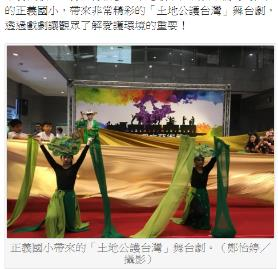 的正義國小,帶來非常精彩的「土地公護台灣」舞台劇,
透過戲劇讓觀眾了解愛護環境的重要!
正義國小帶來的「土地公護台灣」舞台劇。(鄭怡婷/
攝影)